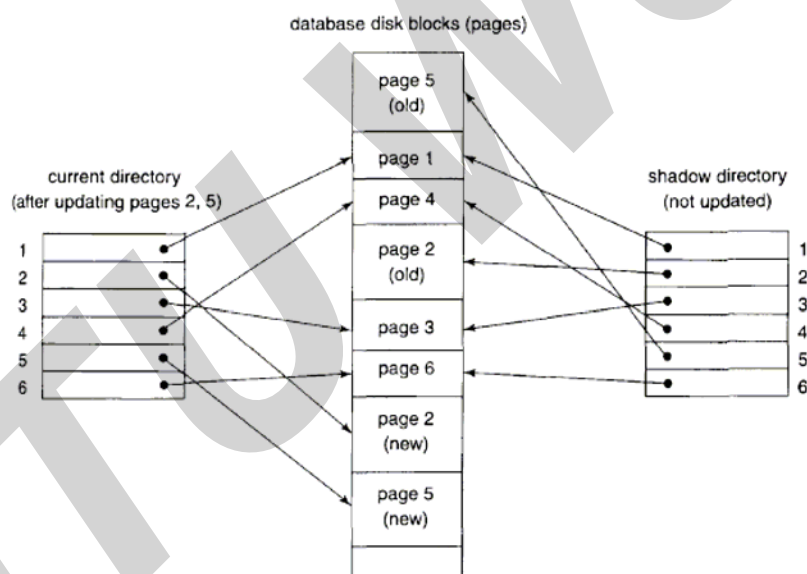 database disk blocks (pages)
page 5
(old)
page 1
page 4
page 2
(old)
page 3
page 6
page 2
(new)
page 5
(new)
current directory
(after updating pages 2, 5)
1
2
3
4
5
6
shadow directory
(not updated)
1
2
3
4
5
6